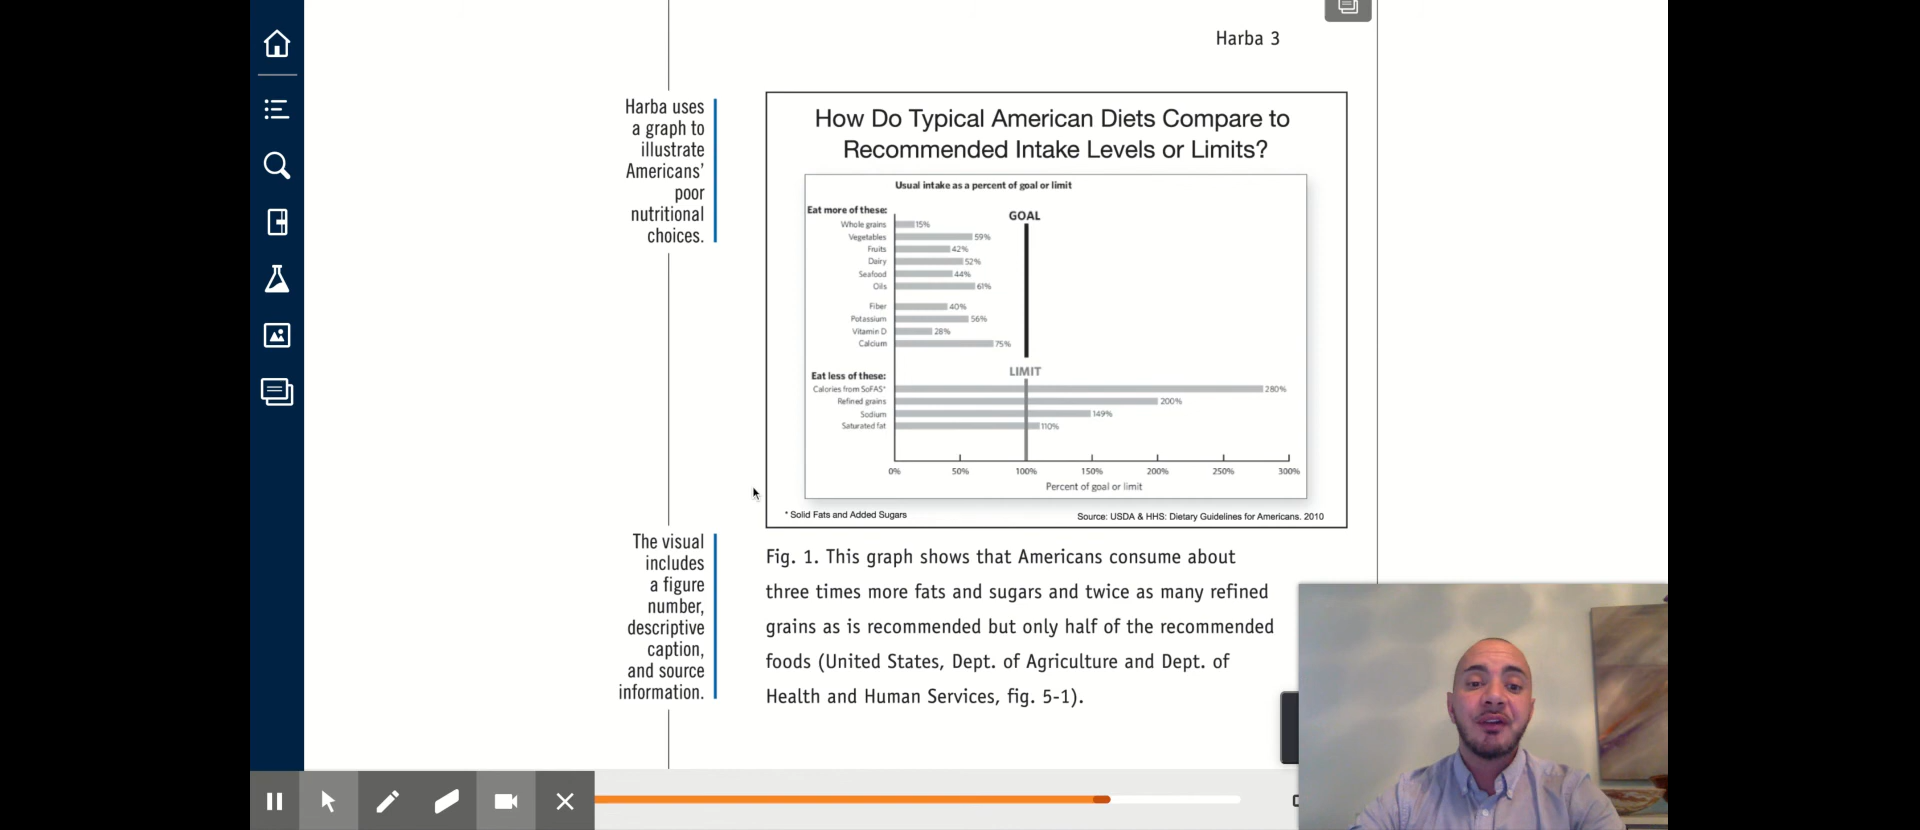 Harba 3
Harba uses
a graph to
illustrate
Americans’
poor
nutritional
choices.
How Do Typical American Diets Compare to
Recommended Intake Levels or Limits?
Usual intake as a percent of goal or limit
Eat more of these:
GOAL
Whole grains 15%
Vegetables 59%
Fruits 42%
Dairy 52%
Seafood 44%
Oils 61%
Fiber 40%
Potassium 56%
Vitamin D 28%
Calcium 75%
LIMIT
Eat less of these:
Calories from SoFAS* 280%
Refined grains 200%
Sodium 149%
Saturated fat 110%
0% 50% 100% 150% 200% 250% 300%
Percent of goal or limit
* Solid Fats and Added Sugars
Source: USDA & HHS: Dietary Guidelines for Americans. 2010
The visual
includes
a figure
number,
descriptive
caption,
and source
information.
Fig. 1. This graph shows that Americans consume about
three times more fats and sugars and twice as many refined
grains as is recommended but only half of the recommended
foods (United States, Dept. of Agriculture and Dept. of
Health and Human Services, fig. 5-1).